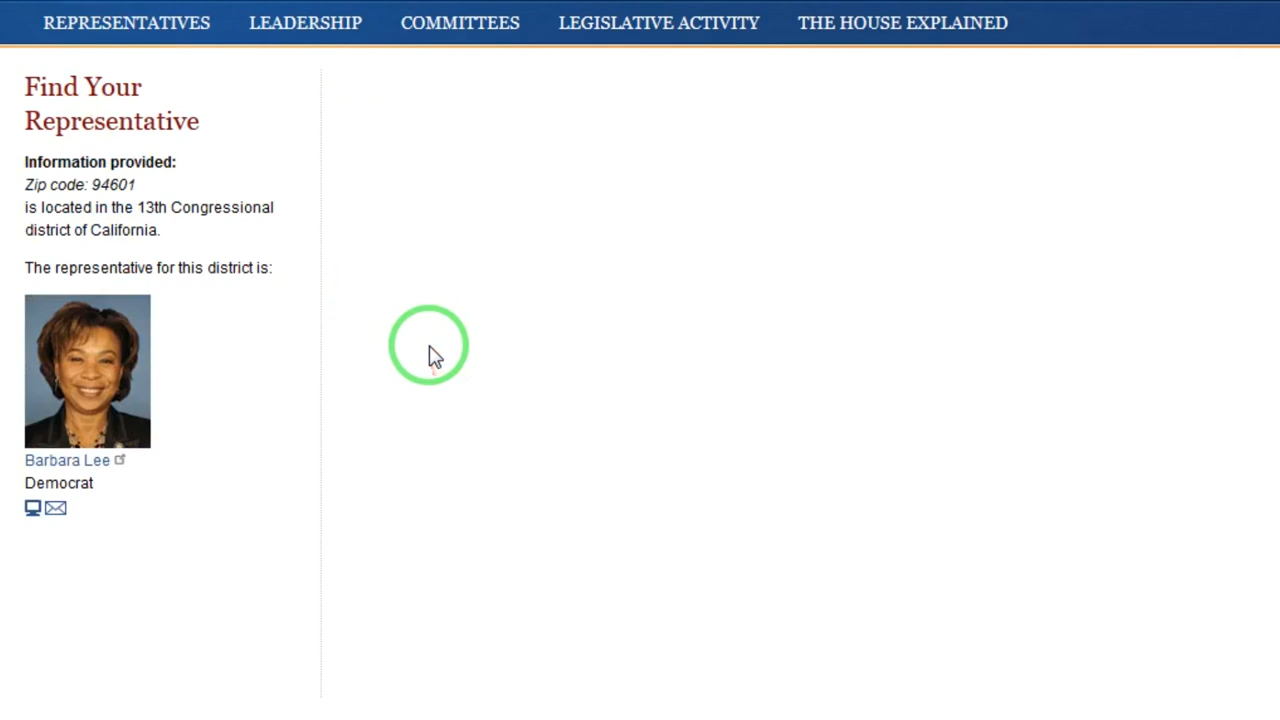 REPRESENTATIVES LEADERSHIP COMMITTEES LEGISLATIVE ACTIVITY THE HOUSE EXPLAINED
Find Your
Representative
Information provided:
Zip code: 94601
is located in the 13th Congressional
district of California.
The representative for this district is:
Barbara Lee
Democrat